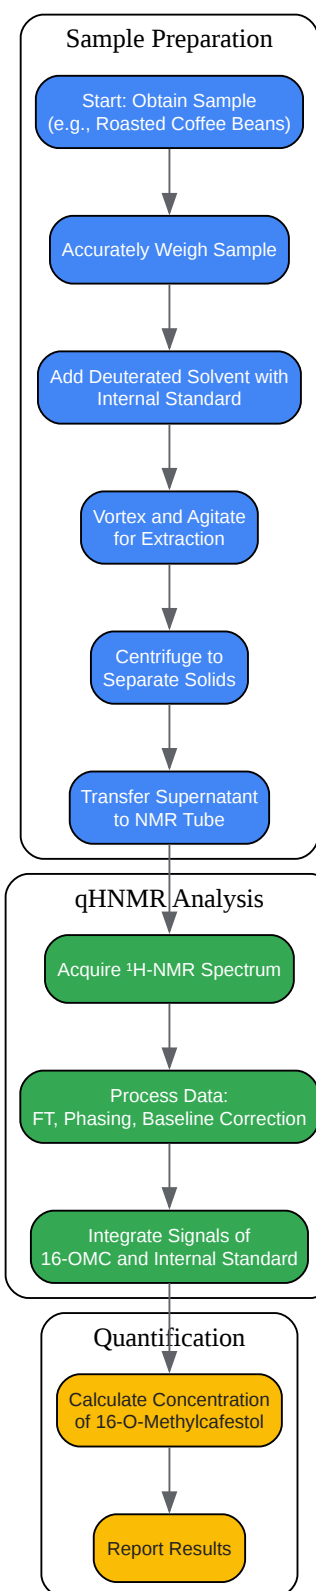 Sample Preparation
Start: Obtain Sample
(e.g., Roasted Coffee Beans)
Accurately Weigh Sample
Add Deuterated Solvent with
Internal Standard
Vortex and Agitate
for Extraction
Centrifuge to
Separate Solids
Transfer Supernatant
to NMR Tube
qHNMR Analysis
Acquire ¹H-NMR Spectrum
Process Data:
FT, Phasing, Baseline Correction
Integrate Signals of
16-OMC and Internal Standard
Quantification
Calculate Concentration
of 16-O-Methylcafestol
Report Results